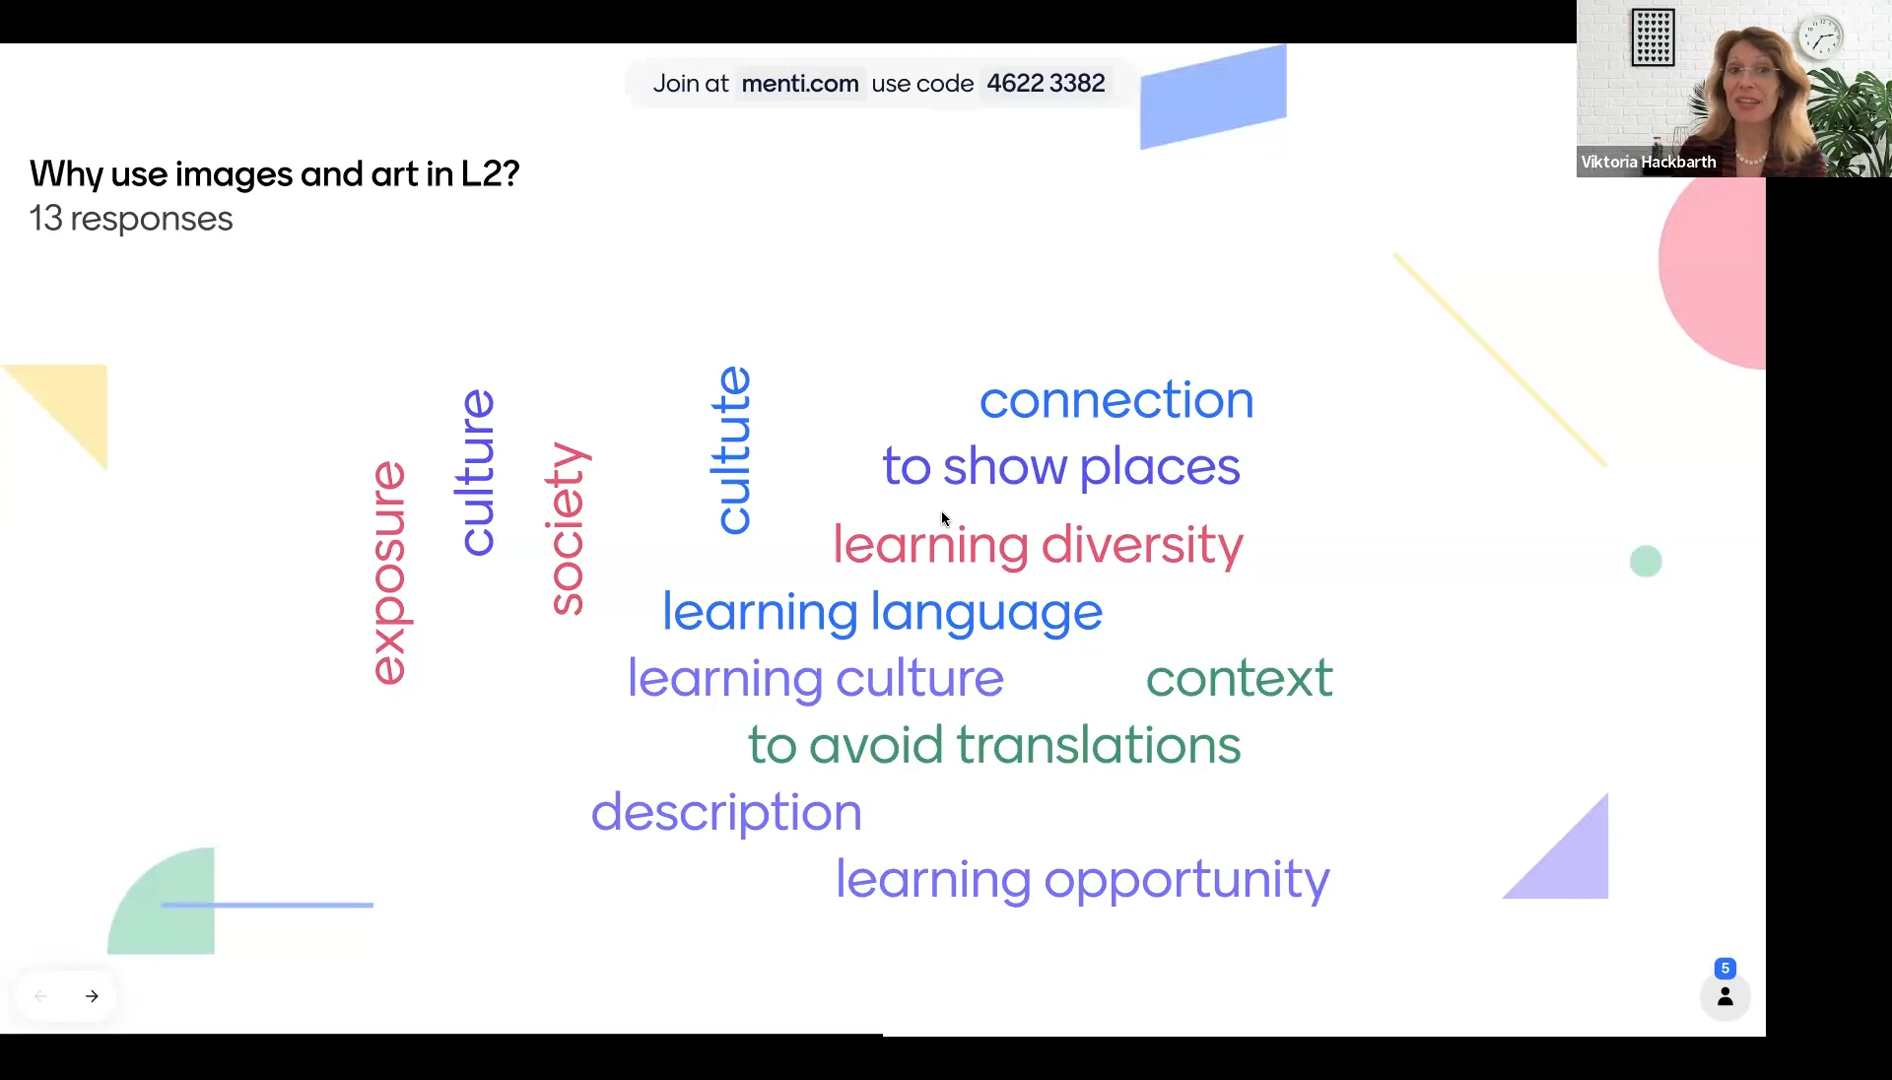 Join at menti.com use code 4622 3382
Viktoria Hackbarth
Why use images and art in L2?
13 responses
exposure
culture
society
cultute
connection
to show places
learning diversity
learning language
learning culture
context
to avoid translations
description
learning opportunity
5